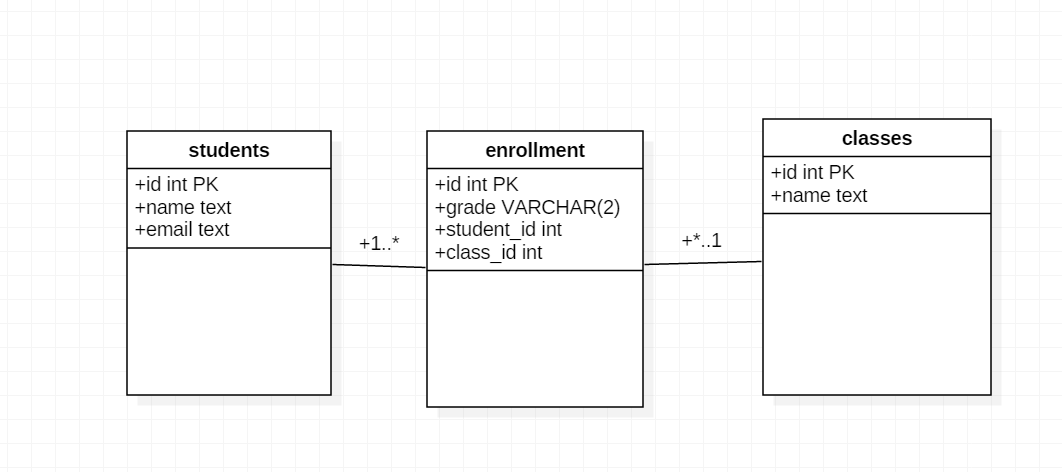 students
+id int PK
+name text
+email text
+1..*
enrollment
+id int PK
+grade VARCHAR(2)
+student_id int
+class_id int
+*..1
classes
+id int PK
+name text